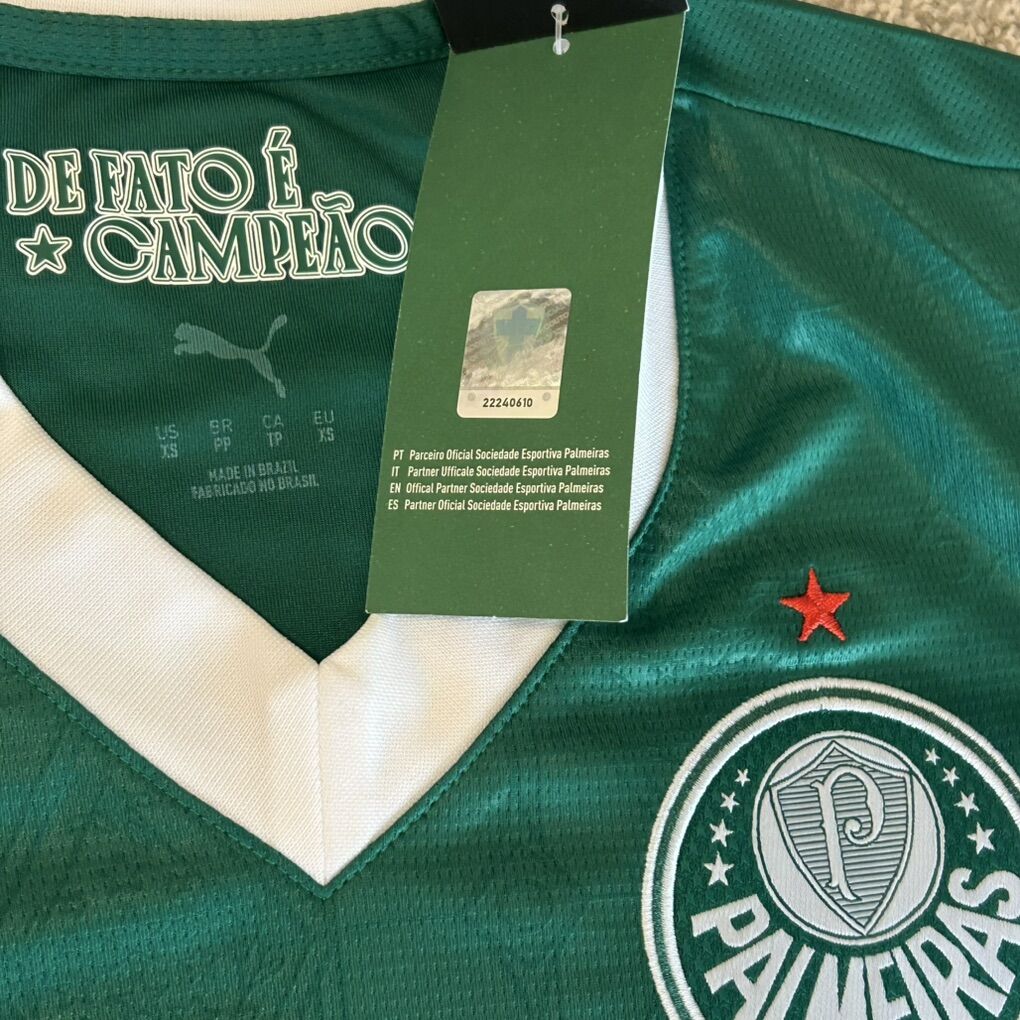 DE FATO É
CAMPEÃO
US BR CA EU
XS PP TP XS
MADE IN BRAZIL
FABRICADO NO BRASIL
22240610
PT Parceiro Oficial Sociedade Esportiva Palmeiras
IT Partner Ufficale Sociedade Esportiva Palmeiras
EN Offical Partner Sociedade Esportiva Palmeiras
ES Partner Oficial Sociedade Esportiva Palmeiras
P
PALMEIRAS